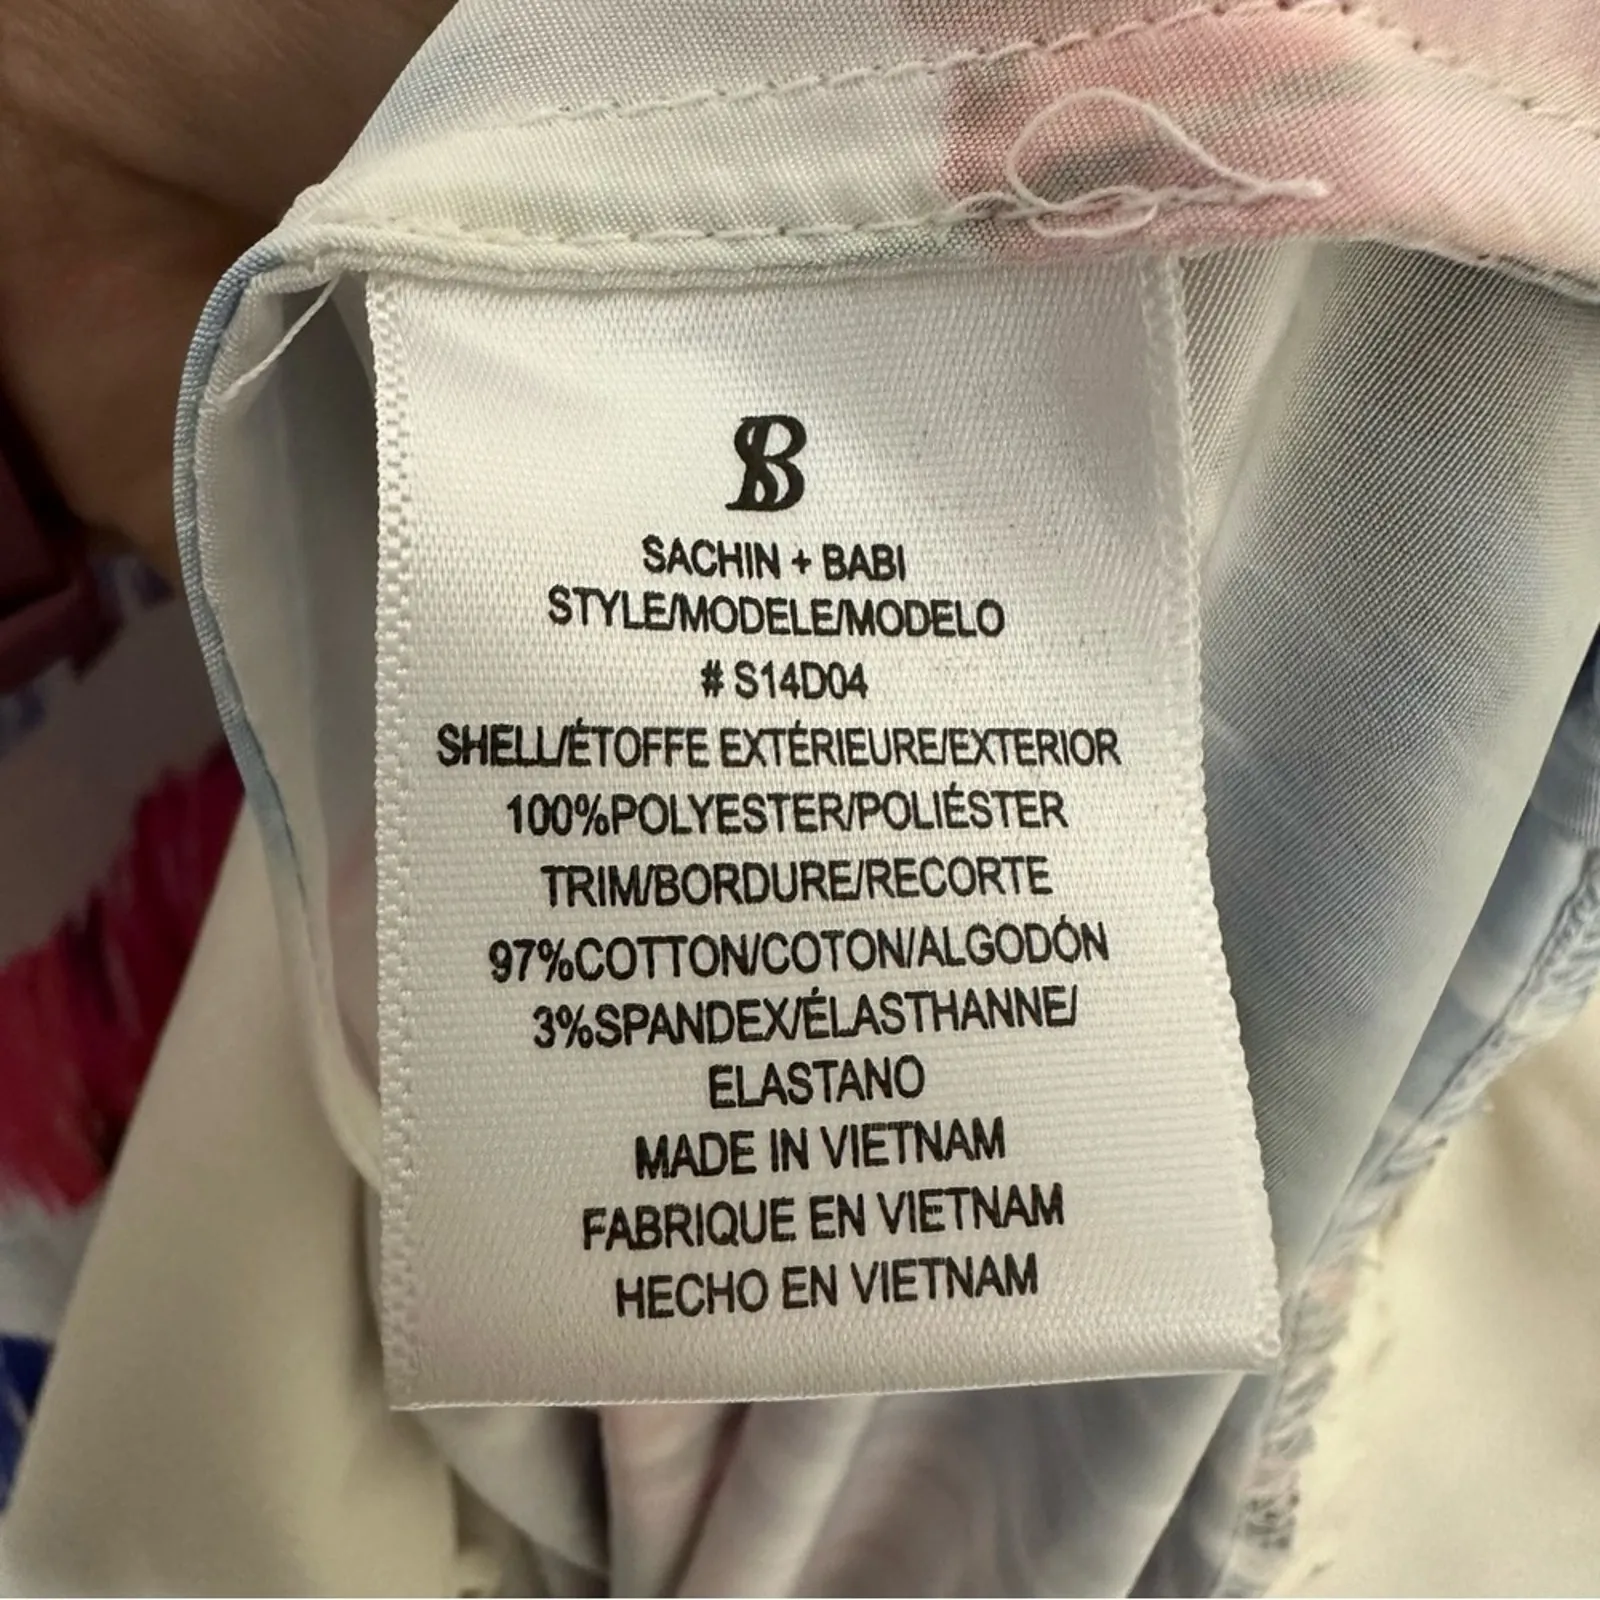 SB
SACHIN + BABI
STYLE/MODELE/MODELO
# S14D04
SHELL/ÉTOFFE EXTÉRIEURE/EXTERIOR
100%POLYESTER/POLIÉSTER
TRIM/BORDURE/RECORTE
97%COTTON/COTON/ALGODÓN
3%SPANDEX/ÉLASTHANNE/
ELASTANO
MADE IN VIETNAM
FABRIQUE EN VIETNAM
HECHO EN VIETNAM